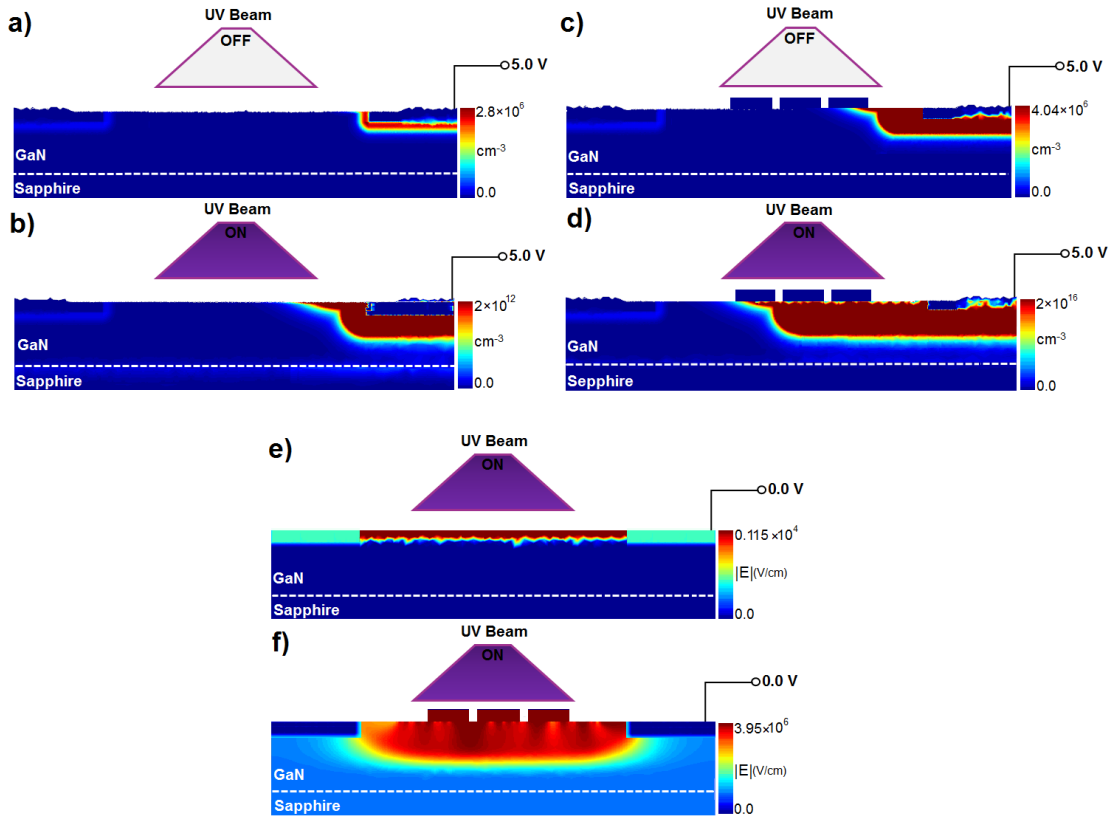 a)
UV Beam
OFF
5.0 V
2.8×10⁶
cm⁻³
0.0
GaN
Sapphire
b)
UV Beam
ON
5.0 V
2×10¹²
cm⁻³
0.0
GaN
Sapphire
c)
UV Beam
OFF
5.0 V
4.04×10⁶
cm⁻³
0.0
GaN
Sapphire
d)
UV Beam
ON
5.0 V
2×10¹⁶
cm⁻³
0.0
GaN
Sepphire
e)
UV Beam
ON
0.0 V
0.115×10⁴
|E|(V/cm)
0.0
GaN
Sapphire
f)
UV Beam
ON
0.0 V
3.95×10⁶
|E|(V/cm)
0.0
GaN
Sapphire